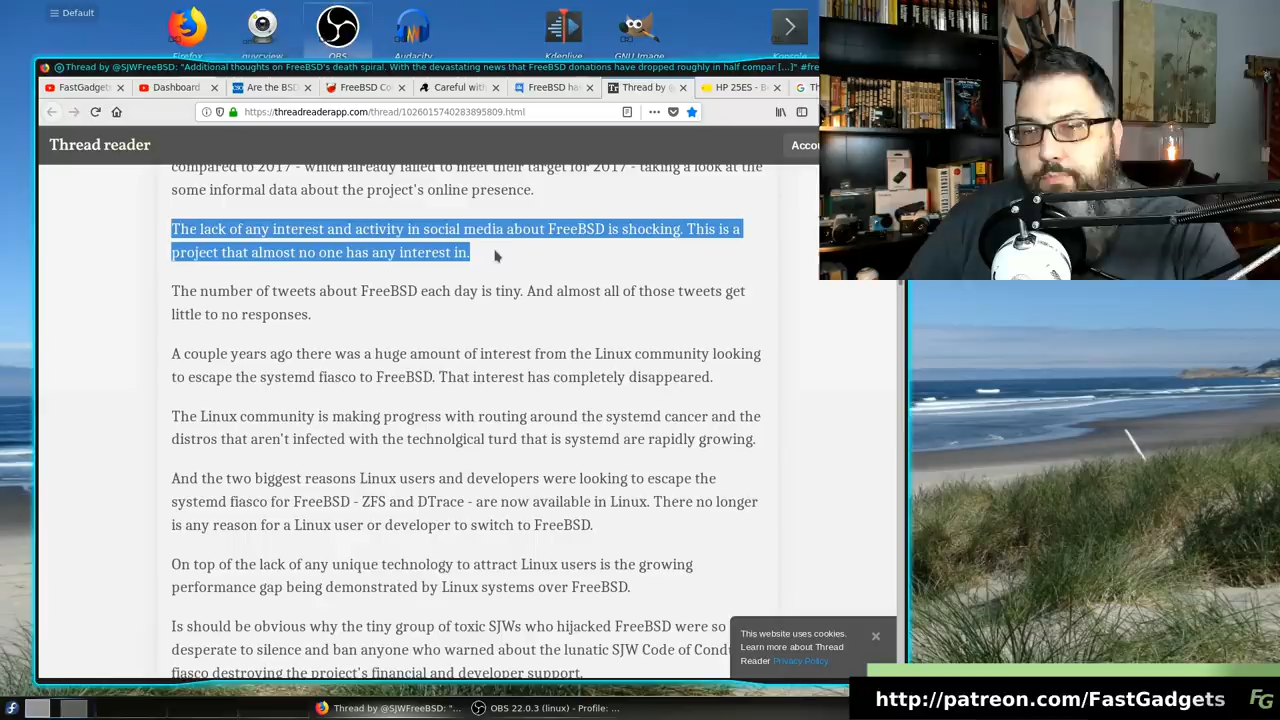 Default
Firefox
guvcview
OBS
Audacity
Kdenlive
GNU Image
Konsole
Thread by @SJWFreeBSD: "Additional thoughts on FreeBSD's death spiral. With the devastating news that FreeBSD donations have dropped roughly in half compar [...]" #fre
FastGadget
Dashboard
Are the BSD
FreeBSD Co
Careful with
FreeBSD ha
Thread by
HP 25ES - B
Th
https://threadreaderapp.com/thread/1026015740283895809.html
Thread reader
Accou
compared to 2017 - which already failed to meet their target for 2017 - taking a look at the
some informal data about the project's online presence.
The lack of any interest and activity in social media about FreeBSD is shocking. This is a
project that almost no one has any interest in.
The number of tweets about FreeBSD each day is tiny. And almost all of those tweets get
little to no responses.
A couple years ago there was a huge amount of interest from the Linux community looking
to escape the systemd fiasco to FreeBSD. That interest has completely disappeared.
The Linux community is making progress with routing around the systemd cancer and the
distros that aren't infected with the technolgical turd that is systemd are rapidly growing.
And the two biggest reasons Linux users and developers were looking to escape the
systemd fiasco for FreeBSD - ZFS and DTrace - are now available in Linux. There no longer
is any reason for a Linux user or developer to switch to FreeBSD.
On top of the lack of any unique technology to attract Linux users is the growing
performance gap being demonstrated by Linux systems over FreeBSD.
Is should be obvious why the tiny group of toxic SJWs who hijacked FreeBSD were so
desperate to silence and ban anyone who warned about the lunatic SJW Code of Condu
fiasco destroying the project's financial and developer support.
This website uses cookies.
Learn more about Thread
Reader Privacy Policy
http://patreon.com/FastGadgets
FG
Thread by @SJWFreeBSD: "...
OBS 22.0.3 (linux) - Profile: ...